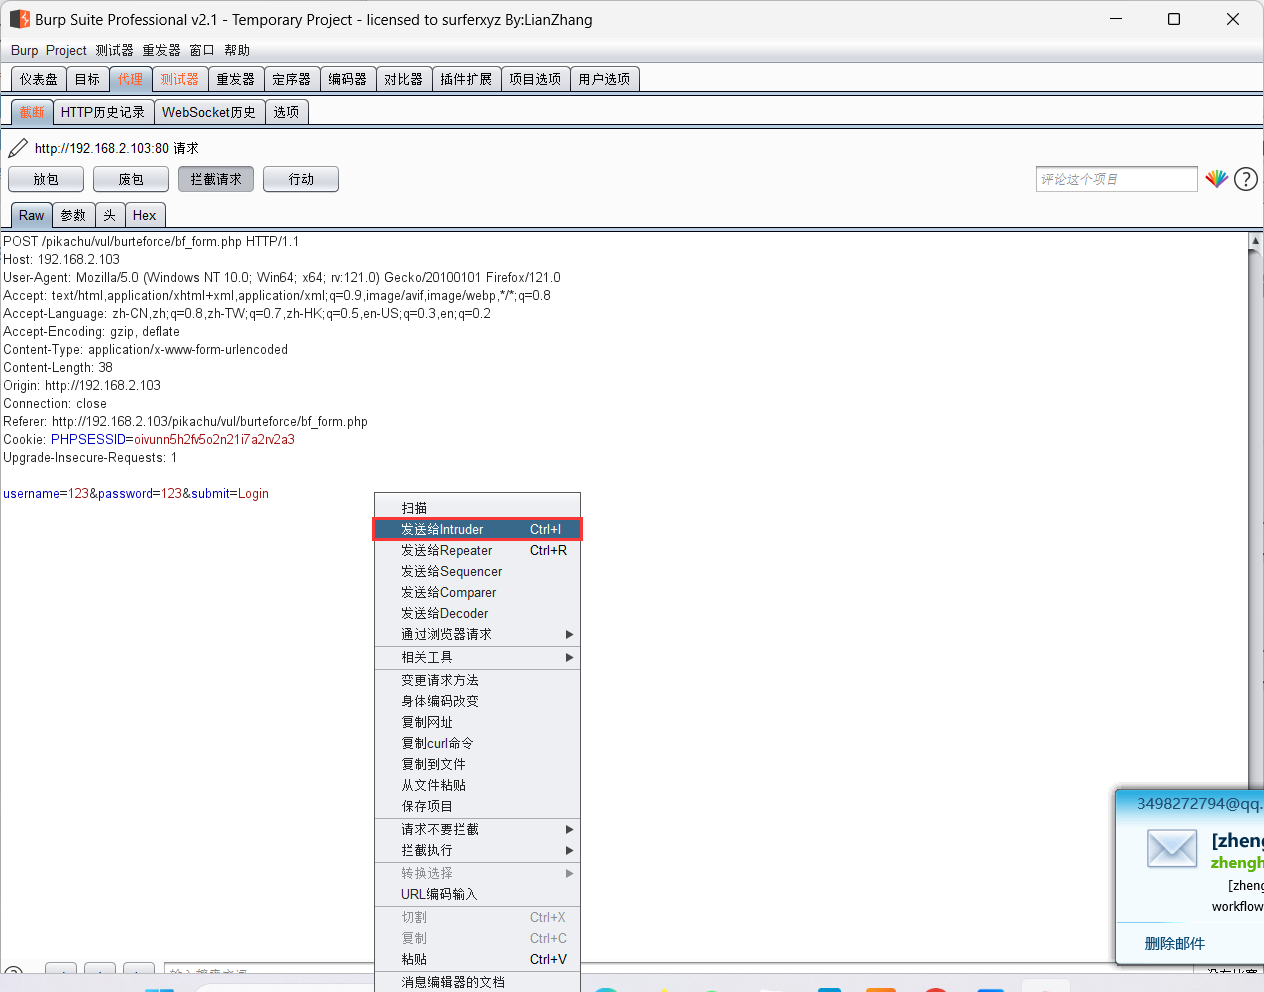 Burp Suite Professional v2.1 - Temporary Project - licensed to surferxyz By:LianZhang
Burp Project 测试器 重发器 窗口 帮助
仪表盘 目标 代理 测试器 重发器 定序器 编码器 对比器 插件扩展 项目选项 用户选项
截断 HTTP历史记录 WebSocket历史 选项
http://192.168.2.103:80 请求
放包 废包 拦截请求 行动 评论这个项目
Raw 参数 头 Hex
POST /pikachu/vul/burteforce/bf_form.php HTTP/1.1
Host: 192.168.2.103
User-Agent: Mozilla/5.0 (Windows NT 10.0; Win64; x64; rv:121.0) Gecko/20100101 Firefox/121.0
Accept: text/html,application/xhtml+xml,application/xml;q=0.9,image/avif,image/webp,*/*;q=0.8
Accept-Language: zh-CN,zh;q=0.8,zh-TW;q=0.7,zh-HK;q=0.5,en-US;q=0.3,en;q=0.2
Accept-Encoding: gzip, deflate
Content-Type: application/x-www-form-urlencoded
Content-Length: 38
Origin: http://192.168.2.103
Connection: close
Referer: http://192.168.2.103/pikachu/vul/burteforce/bf_form.php
Cookie: PHPSESSID=oivunn5h2fv5o2n21i7a2rv2a3
Upgrade-Insecure-Requests: 1
username=123&password=123&submit=Login
扫描
发送给Intruder Ctrl+I
发送给Repeater Ctrl+R
发送给Sequencer
发送给Comparer
发送给Decoder
通过浏览器请求
相关工具
变更请求方法
身体编码改变
复制网址
复制curl命令
复制到文件
从文件粘贴
保存项目
请求不要拦截
拦截执行
转换选择
URL编码输入
切割 Ctrl+X
复制 Ctrl+C
粘贴 Ctrl+V
消息编辑器的文档
3498272794@qq.
[zheng
zhengh
[zheng
workflow
删除邮件